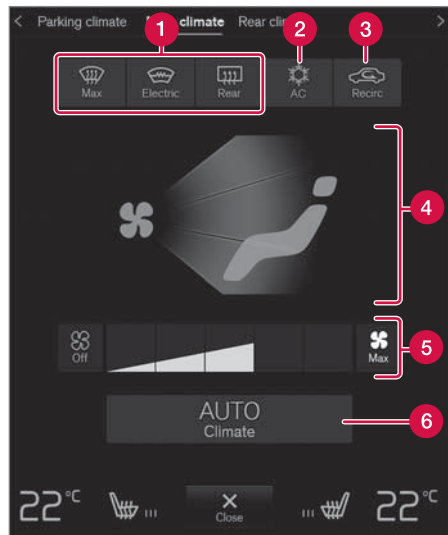 Parking climate climate Rear
1 2 3
Max Electric Rear AC Recirc
4
Off Max
5
AUTO
Climate
6
22°C Close 22°C